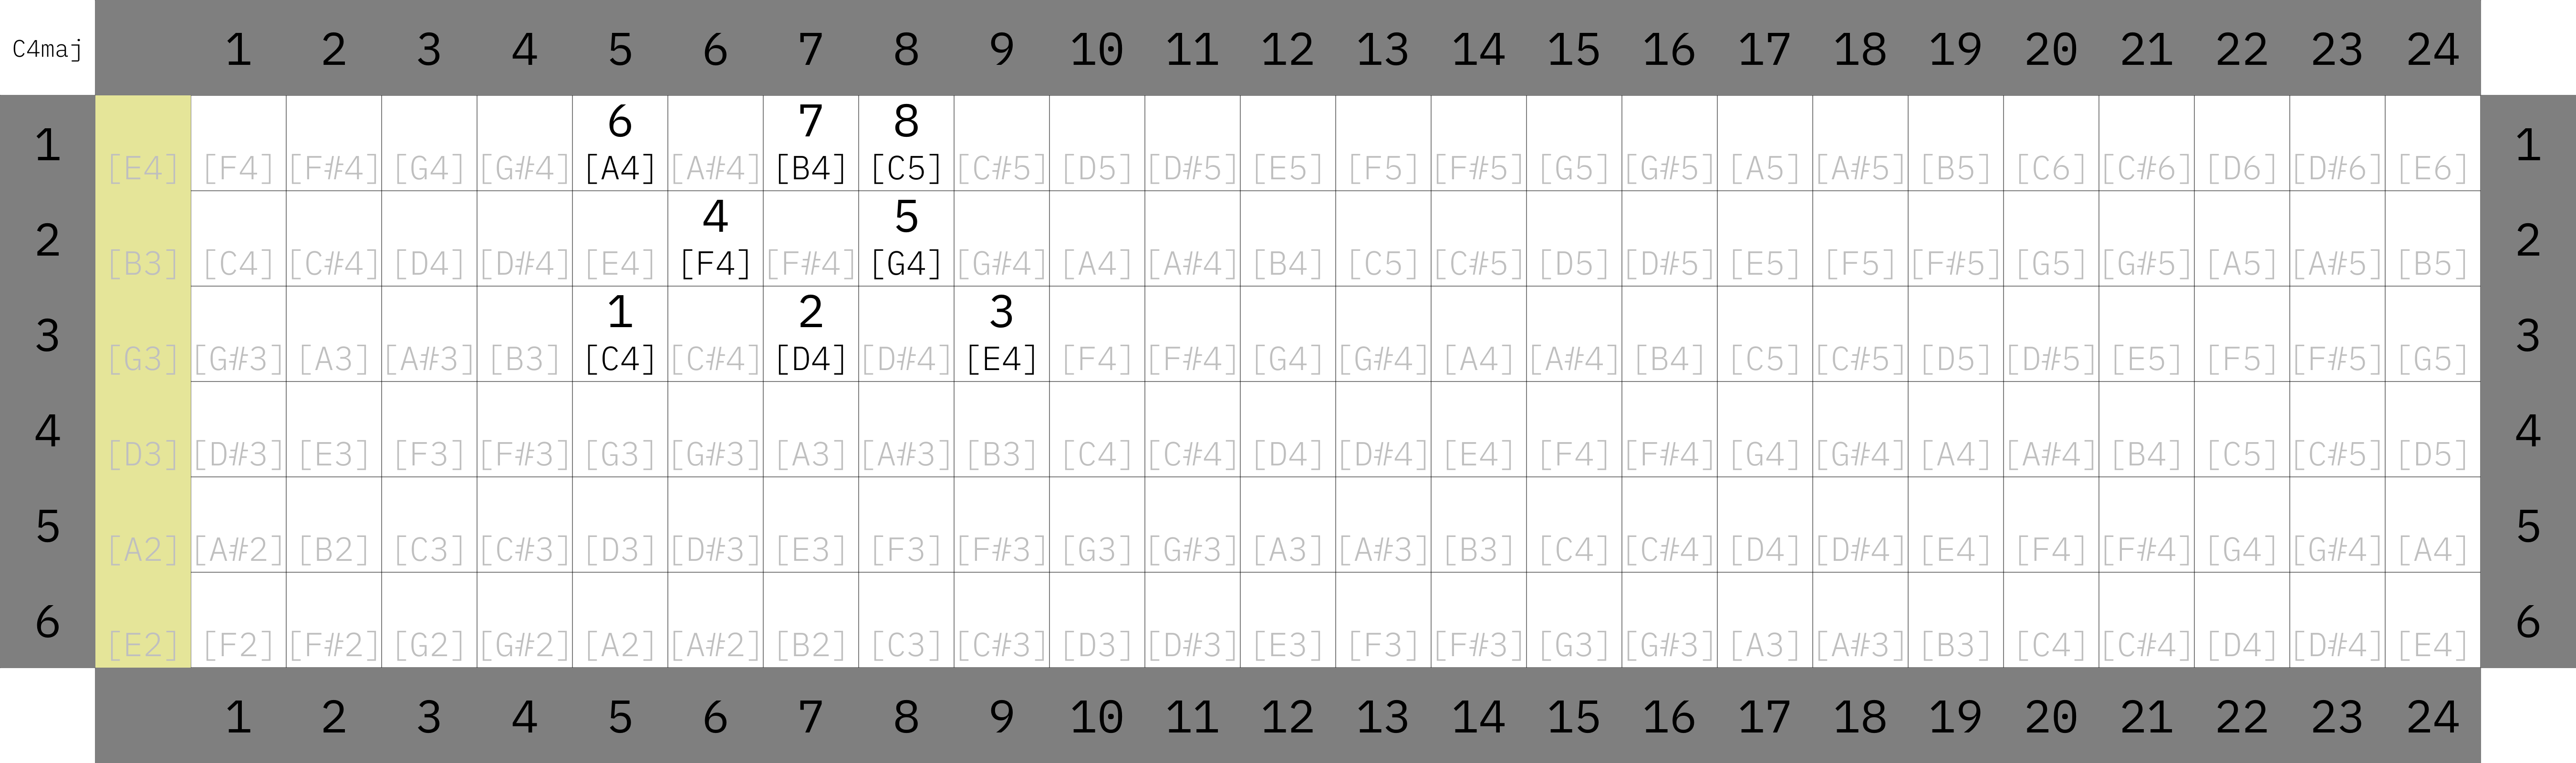 C4maj 1 2 3 4 5 6 7 8 9 10 11 12 13 14 15 16 17 18 19 20 21 22 23 24
6 7 8
1 [E4] [F4] [F#4] [G4] [G#4] [A4] [A#4] [B4] [C5] [C#5] [D5] [D#5] [E5] [F5] [F#5] [G5] [G#5] [A5] [A#5] [B5] [C6] [C#6] [D6] [D#6] [E6] 1
4 5
2 [B3] [C4] [C#4] [D4] [D#4] [E4] [F4] [F#4] [G4] [G#4] [A4] [A#4] [B4] [C5] [C#5] [D5] [D#5] [E5] [F5] [F#5] [G5] [G#5] [A5] [A#5] [B5] 2
1 2 3
3 [G3] [G#3] [A3] [A#3] [B3] [C4] [C#4] [D4] [D#4] [E4] [F4] [F#4] [G4] [G#4] [A4] [A#4] [B4] [C5] [C#5] [D5] [D#5] [E5] [F5] [F#5] [G5] 3
4 [D3] [D#3] [E3] [F3] [F#3] [G3] [G#3] [A3] [A#3] [B3] [C4] [C#4] [D4] [D#4] [E4] [F4] [F#4] [G4] [G#4] [A4] [A#4] [B4] [C5] [C#5] [D5] 4
5 [A2] [A#2] [B2] [C3] [C#3] [D3] [D#3] [E3] [F3] [F#3] [G3] [G#3] [A3] [A#3] [B3] [C4] [C#4] [D4] [D#4] [E4] [F4] [F#4] [G4] [G#4] [A4] 5
6 [E2] [F2] [F#2] [G2] [G#2] [A2] [A#2] [B2] [C3] [C#3] [D3] [D#3] [E3] [F3] [F#3] [G3] [G#3] [A3] [A#3] [B3] [C4] [C#4] [D4] [D#4] [E4] 6
1 2 3 4 5 6 7 8 9 10 11 12 13 14 15 16 17 18 19 20 21 22 23 24